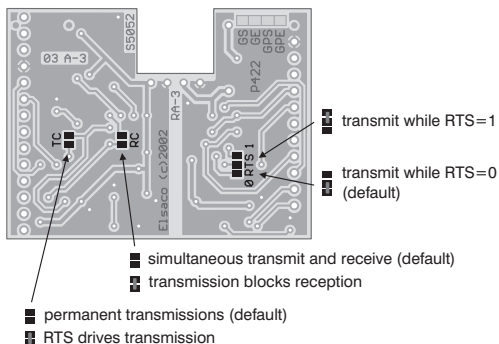 S5052
GS
GE
GPS
GPE
03 A-3
P422
RA-3
TC
RC
0 RTS 1
Elsaco (c)2002
transmit while RTS=1
transmit while RTS=0
(default)
simultaneous transmit and receive (default)
transmission blocks reception
permanent transmissions (default)
RTS drives transmission